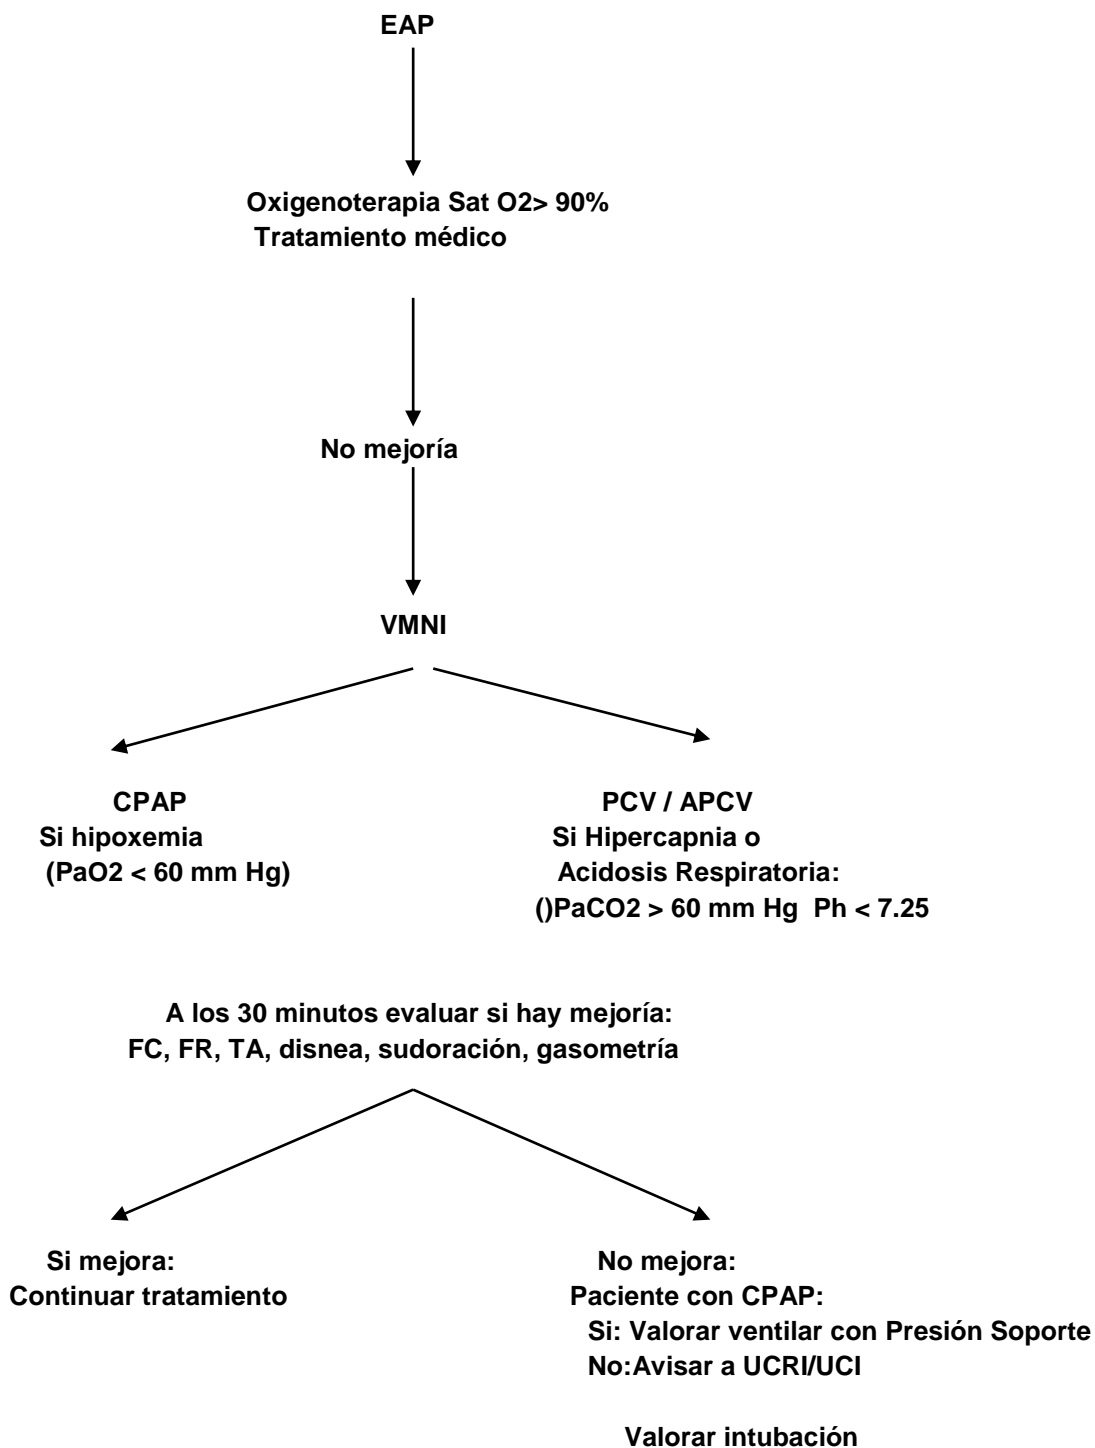 EAP
Oxigenoterapia Sat O2> 90%
Tratamiento médico
No mejoría
VMNI
CPAP
Si hipoxemia
(PaO2 < 60 mm Hg)
PCV / APCV
Si Hipercapnia o
Acidosis Respiratoria:
()PaCO2 > 60 mm Hg  Ph < 7.25
A los 30 minutos evaluar si hay mejoría:
FC, FR, TA, disnea, sudoración, gasometría
Si mejora:
Continuar tratamiento
No mejora:
Paciente con CPAP:
Si: Valorar ventilar con Presión Soporte
No:Avisar a UCRI/UCI
Valorar intubación